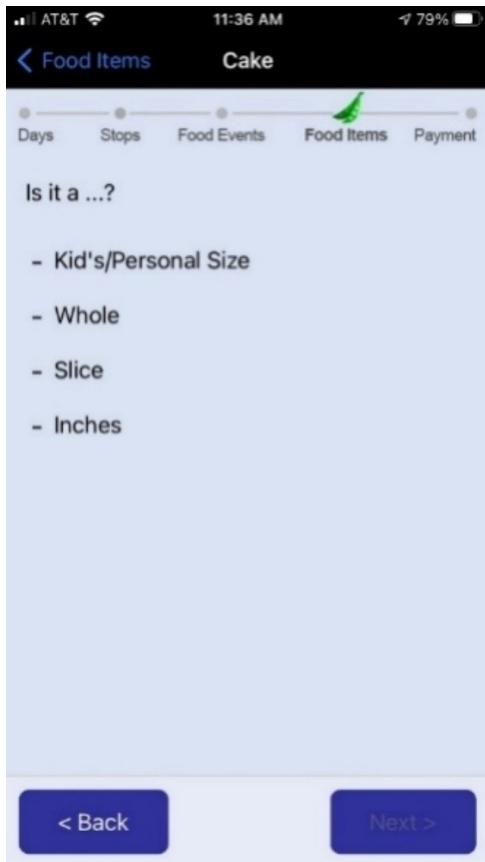 AT&T 11:36 AM 79%
< Food Items Cake
Days Stops Food Events Food Items Payment
Is it a ...?
- Kid's/Personal Size
- Whole
- Slice
- Inches
< Back Next >